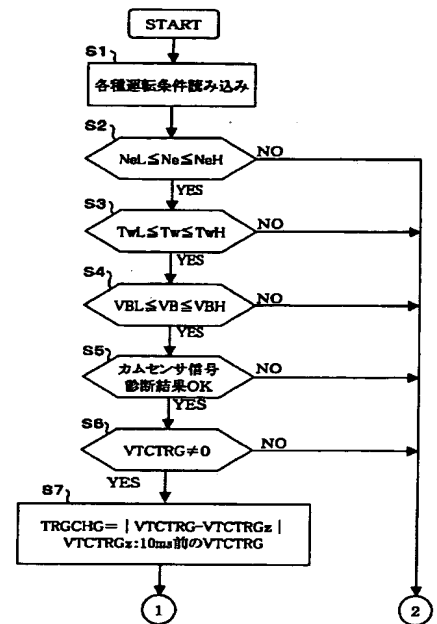 START
S1
各種運転条件読み込み
S2
NeL≦Ne≦NeH
NO
YES
S3
TwL≦Tw≦TwH
NO
YES
S4
VBL≦VB≦VBH
NO
YES
S5
カムセンサ信号
診断結果OK
NO
YES
S6
VTCTRG≠0
NO
YES
S7
TRGCHG=|VTCTRG-VTCTRGz|
VTCTRGz:10ms前のVTCTRG
1
2